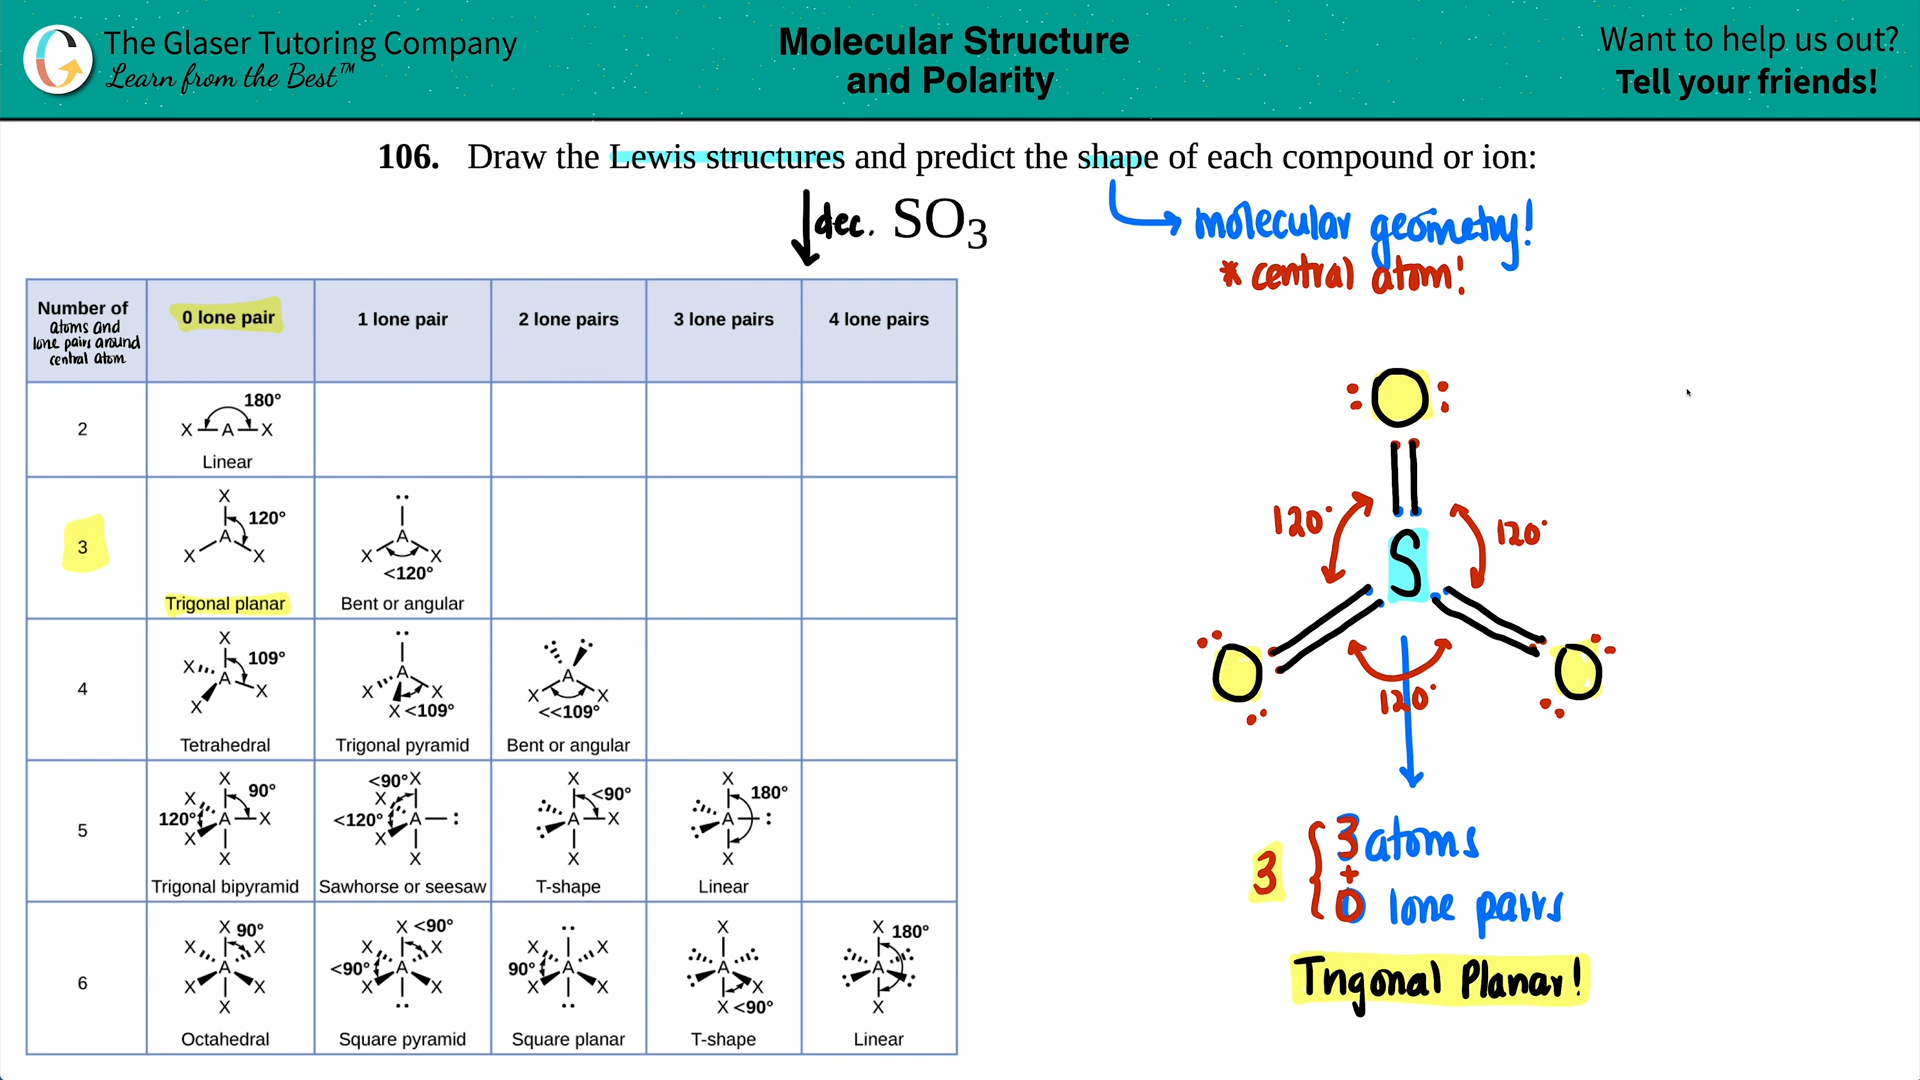 The Glaser Tutoring Company
Learn from the Best™
Molecular Structure
and Polarity
Want to help us out?
Tell your friends!
106. Draw the Lewis structures and predict the shape of each compound or ion:
dec. SO3
molecular geometry!
* central atom!
Number of
atoms and
lone pairs around
central atom
0 lone pair
1 lone pair
2 lone pairs
3 lone pairs
4 lone pairs
2
180°
X A X
Linear
3
X
120°
A
X X
Trigonal planar
A
X X
<120°
Bent or angular
4
X
109°
X
A
X
X
Tetrahedral
A
X X
X <109°
Trigonal pyramid
A
X X
<<109°
Bent or angular
5
X
90°
X
120° A X
X
X
Trigonal bipyramid
<90° X
X
<120° A :
X
X
Sawhorse or seesaw
X
<90°
A X
X
T-shape
X
180°
A :
X
Linear
6
X 90°
X X
A
X X
X
Octahedral
X <90°
X X
<90° A
X X
Square pyramid
X X
90° A
X X
Square planar
X
A
X
X <90°
T-shape
X 180°
A
X
Linear
O
S
O O
120°
120°
120°
3 { 3 atoms
+
0 lone pairs
Trigonal Planar!